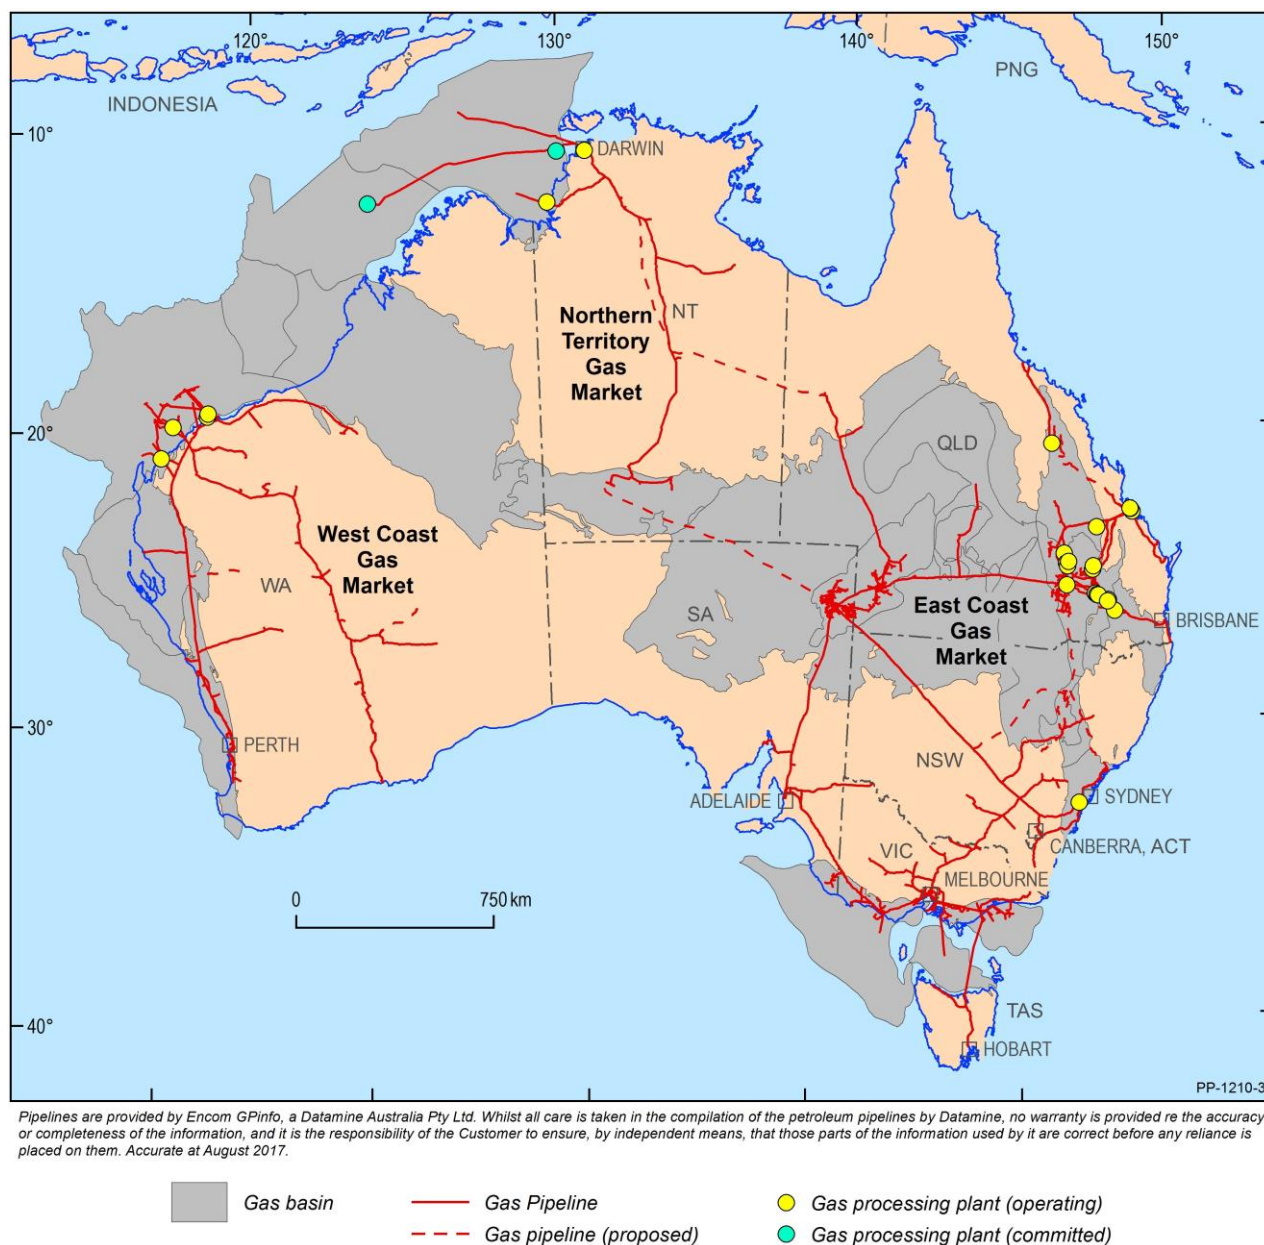 120°
130°
140°
150°
INDONESIA
PNG
10°
DARWIN
Northern
Territory
Gas
Market
NT
20°
QLD
West Coast
Gas
Market
WA
SA
East Coast
Gas
Market
BRISBANE
30°
PERTH
NSW
ADELAIDE
SYDNEY
CANBERRA, ACT
VIC
MELBOURNE
0
750 km
TAS
40°
HOBART
PP-1210-3
Pipelines are provided by Encom GPinfo, a Datamine Australia Pty Ltd. Whilst all care is taken in the compilation of the petroleum pipelines by Datamine, no warranty is provided re the accuracy
or completeness of the information, and it is the responsibility of the Customer to ensure, by independent means, that those parts of the information used by it are correct before any reliance is
placed on them. Accurate at August 2017.
Gas basin
Gas Pipeline
Gas processing plant (operating)
Gas pipeline (proposed)
Gas processing plant (committed)